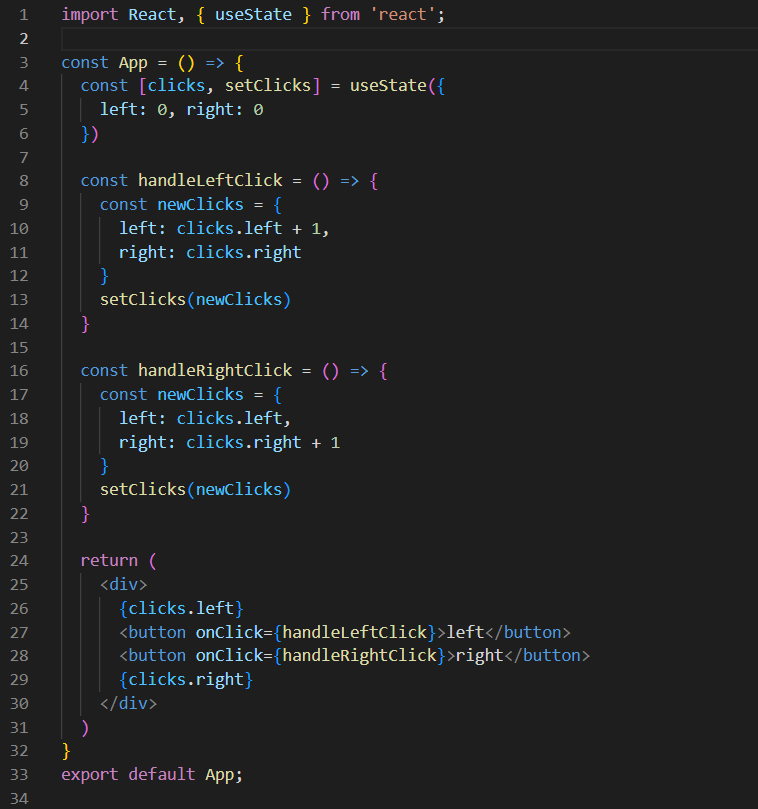 1 import React, { useState } from 'react';
2
3 const App = () => {
4   const [clicks, setClicks] = useState({
5     left: 0, right: 0
6   })
7
8   const handleLeftClick = () => {
9     const newClicks = {
10       left: clicks.left + 1,
11       right: clicks.right
12     }
13     setClicks(newClicks)
14   }
15
16   const handleRightClick = () => {
17     const newClicks = {
18       left: clicks.left,
19       right: clicks.right + 1
20     }
21     setClicks(newClicks)
22   }
23
24   return (
25     <div>
26       {clicks.left}
27       <button onClick={handleLeftClick}>left</button>
28       <button onClick={handleRightClick}>right</button>
29       {clicks.right}
30     </div>
31   )
32 }
33 export default App;
34